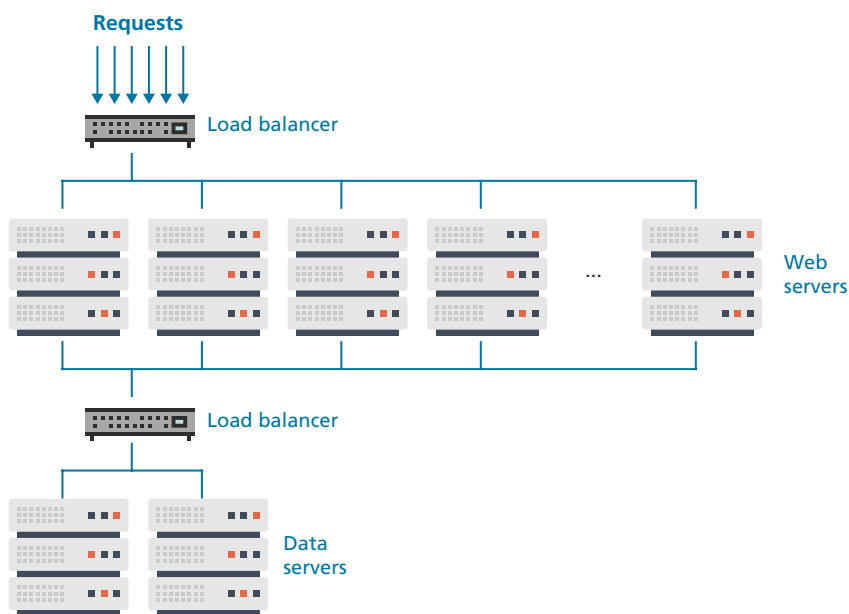 Requests
Load balancer
...
Web
servers
Load balancer
Data
servers